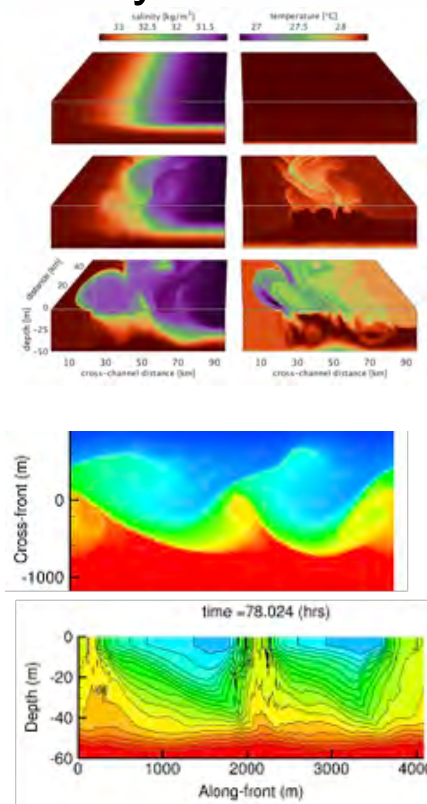 salinity [kg/m³] temperature [°C]
33 32.5 32 31.5 27 27.5 28
distance [km]
40
20
0
depth [m]
0
-25
-50
10 30 50 70 90 10 30 50 70 90
cross-channel distance [km] cross-channel distance [km]
Cross-front (m)
0
-1000
time =78.024 (hrs)
Depth (m)
0
-20
-40
-60
0 1000 2000 3000 4000
Along-front (m)